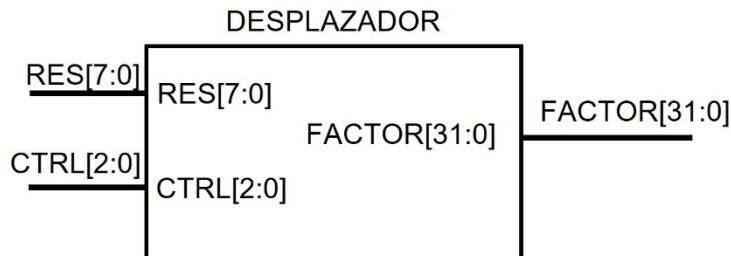 DESPLAZADOR
RES[7:0]
RES[7:0]
FACTOR[31:0]
FACTOR[31:0]
CTRL[2:0]
CTRL[2:0]